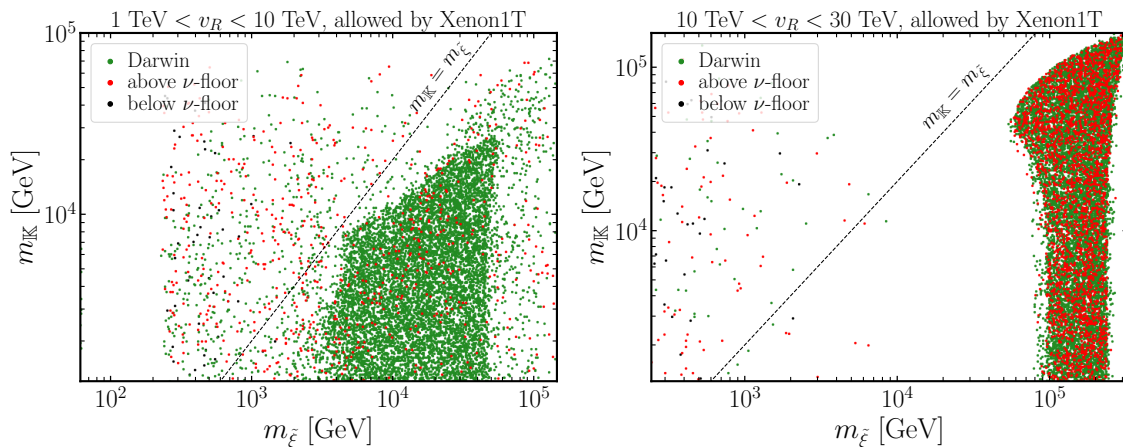 1 TeV < v_R < 10 TeV, allowed by Xenon1T
10^5
Darwin
above ν-floor
below ν-floor
m_𝕂 = m_ξ̃
m_𝕂 [GeV]
10^4
10^2 10^3 10^4 10^5
m_ξ̃ [GeV]
10 TeV < v_R < 30 TeV, allowed by Xenon1T
10^5
Darwin
above ν-floor
below ν-floor
m_𝕂 = m_ξ̃
m_𝕂 [GeV]
10^4
10^3 10^4 10^5
m_ξ̃ [GeV]